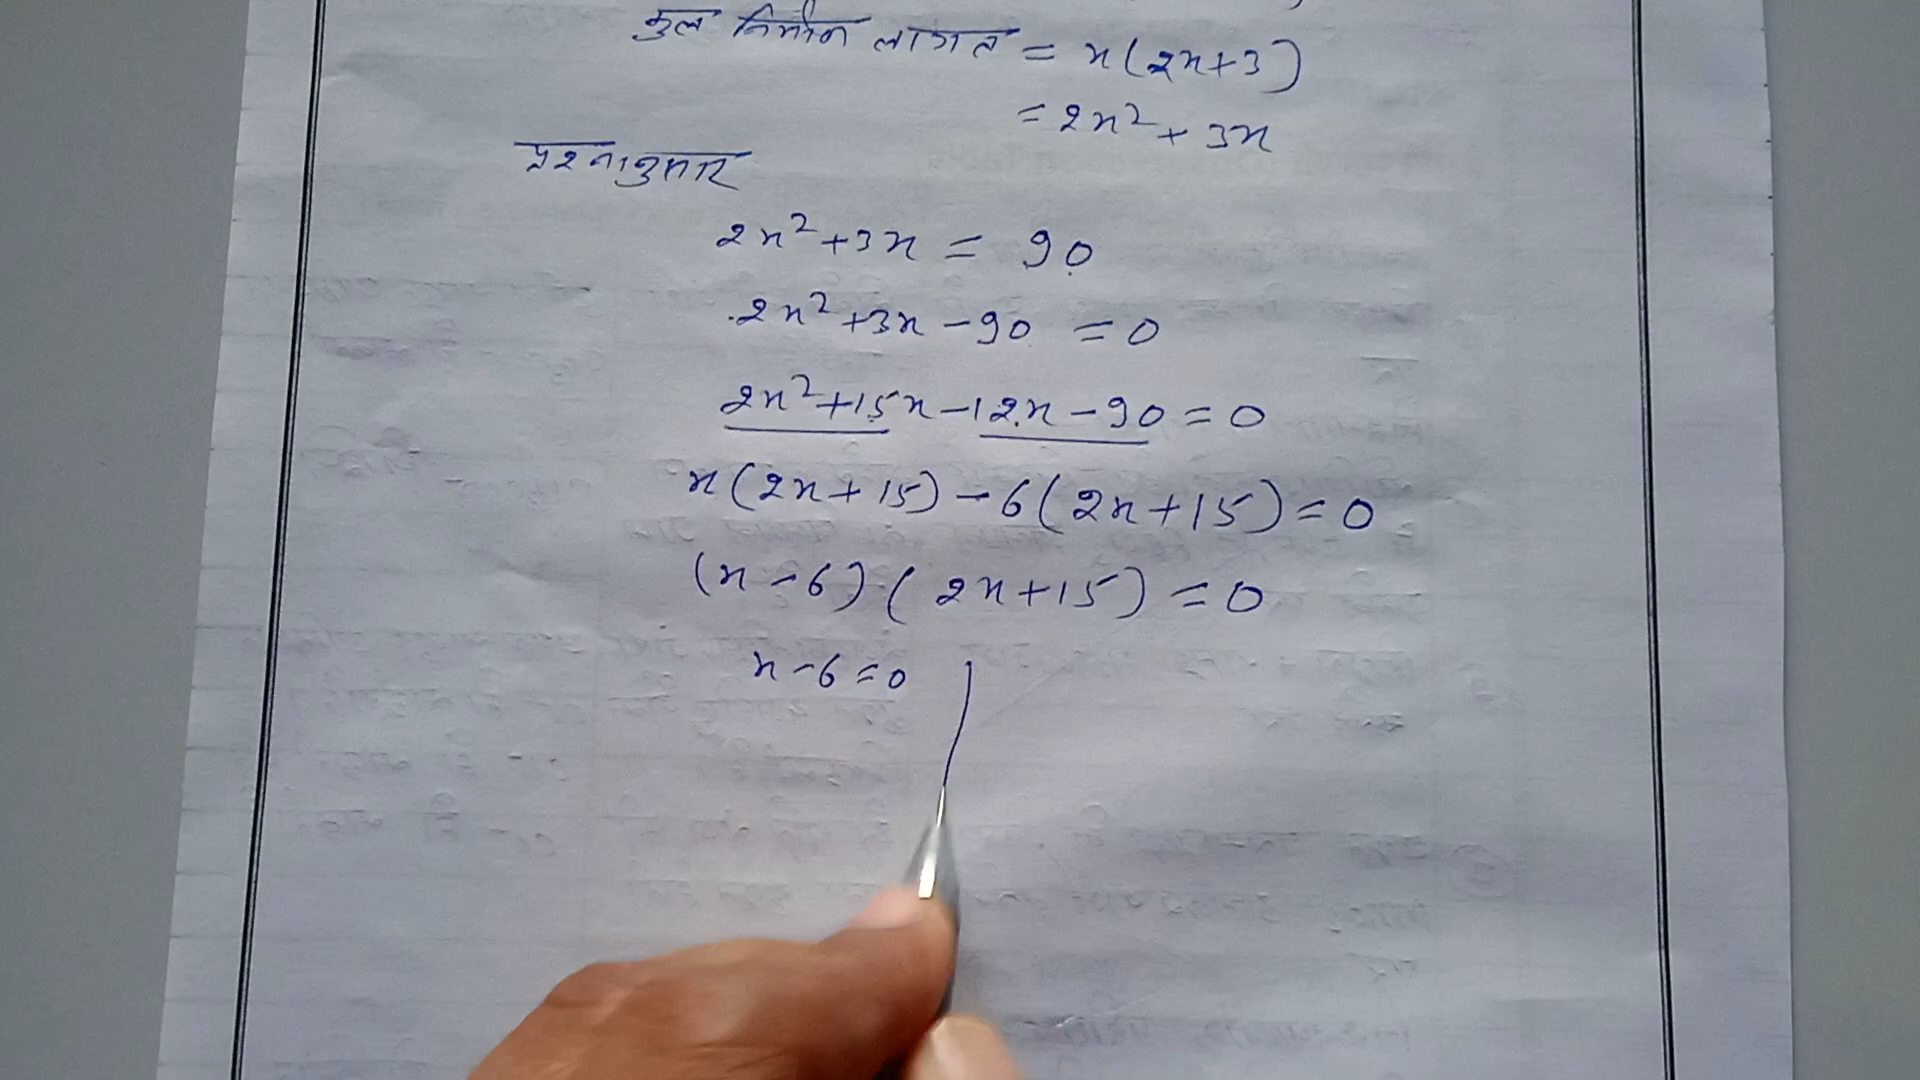 कुल निर्माण लागत = x(2x+3)
= 2x² + 3x
प्रश्नानुसार
2x² + 3x = 90
2x² + 3x - 90 = 0
2x² + 15x - 12x - 90 = 0
x(2x + 15) - 6(2x + 15) = 0
(x - 6)(2x + 15) = 0
x - 6 = 0